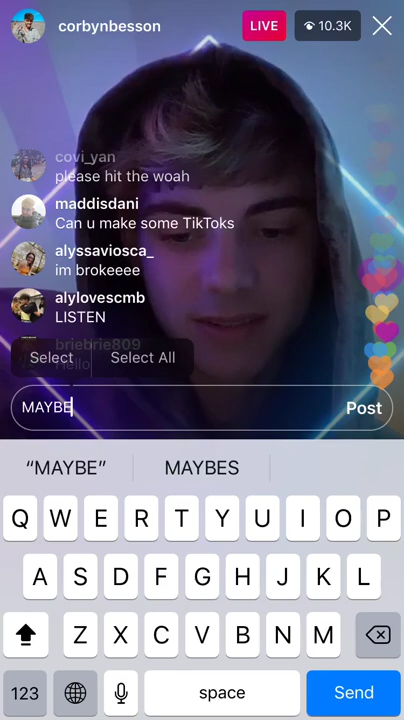 corbynbesson
LIVE
10.3K
covi_yan
please hit the woah
maddisdani
Can u make some TikToks
alyssaviosca_
im brokeeee
alylovescmb
LISTEN
briebrie809
Hello
Select
Select All
MAYBE
Post
“MAYBE”
MAYBES
Q W E R T Y U I O P
A S D F G H J K L
Z X C V B N M
123
space
Send